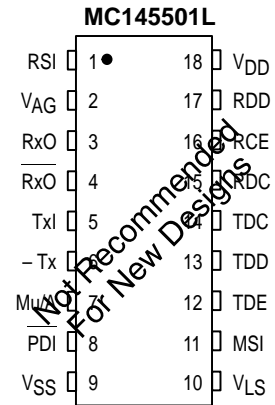 MC145501L
RSI 1 18 VDD
VAG 2 17 RDD
RxO 3 16 RCE
RxO 4 15 RDC
TxI 5 14 TDC
– Tx 6 13 TDD
Mu/A 7 12 TDE
PDI 8 11 MSI
VSS 9 10 VLS
Not Recommended
For New Designs